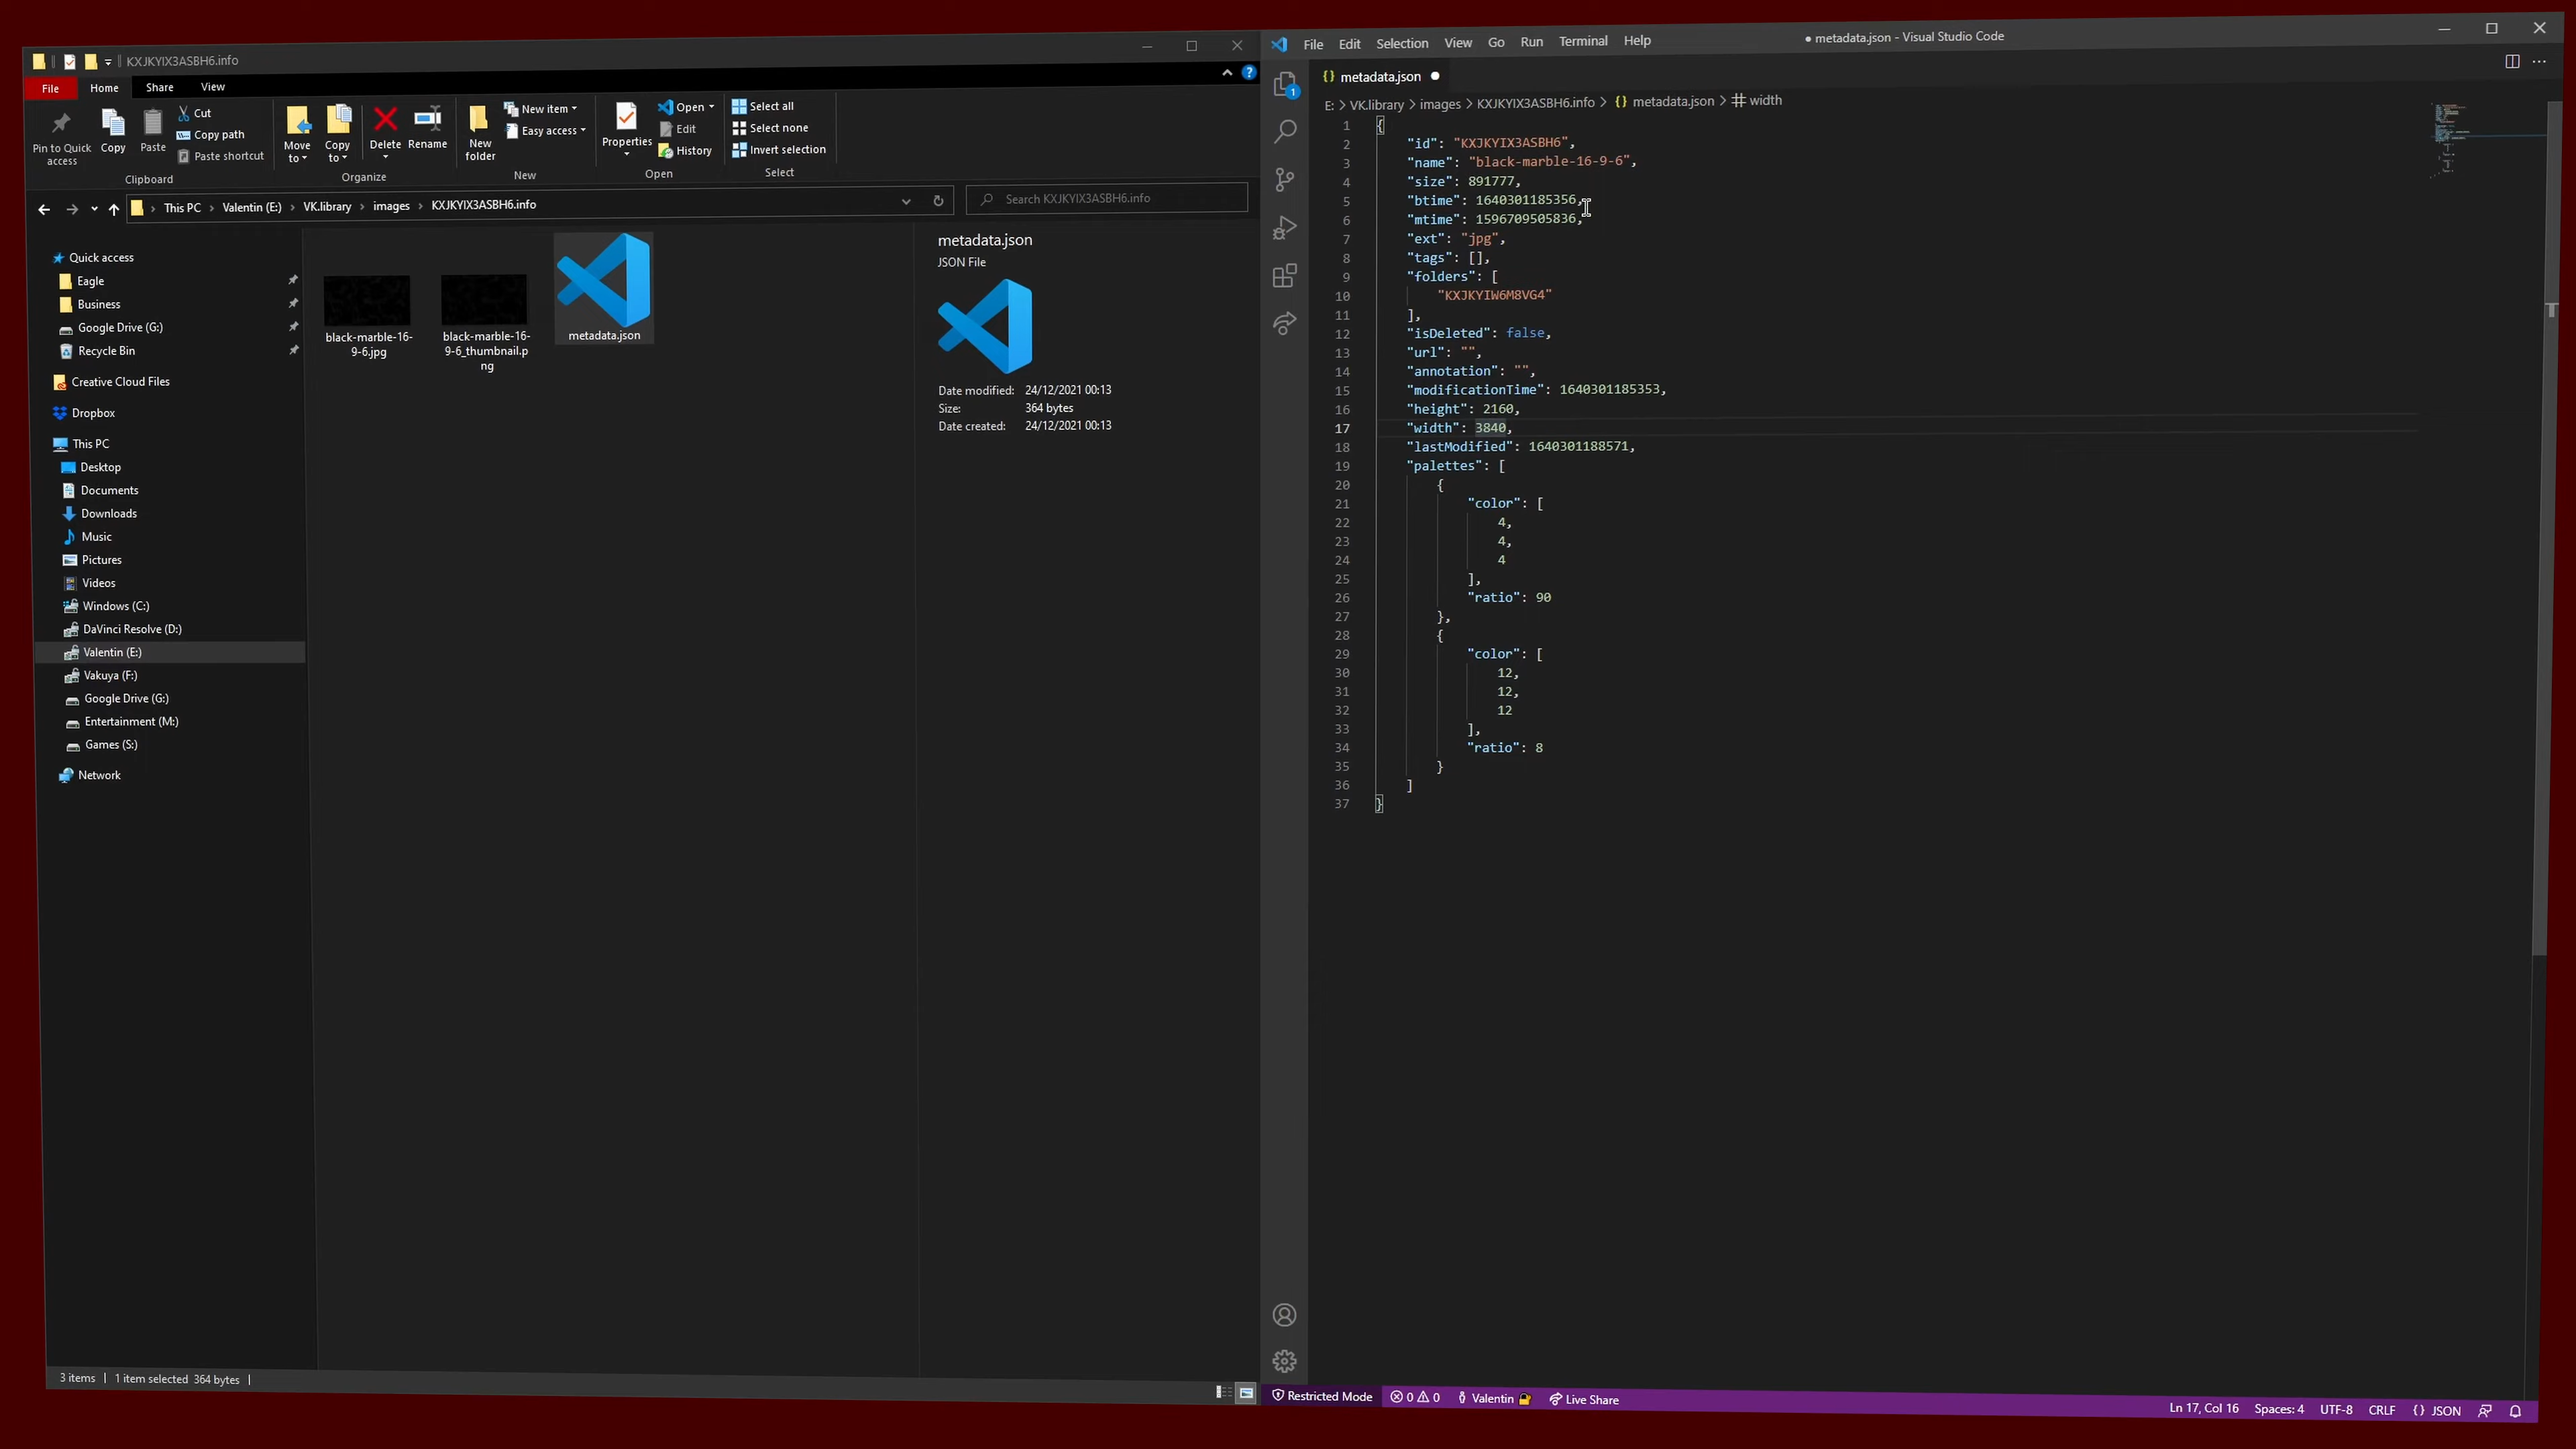 KXJKYIX3ASBH6.info
File
Home
Share
View
Pin to Quick access
Copy
Paste
Cut
Copy path
Paste shortcut
Clipboard
Move to
Copy to
Delete
Rename
Organize
New folder
New item
Easy access
New
Properties
Open
Edit
History
Open
Select all
Select none
Invert selection
Select
This PC
Valentin (E:)
VK.library
images
KXJKYIX3ASBH6.info
Search KXJKYIX3ASBH6.info
Quick access
Eagle
Business
Google Drive (G:)
Recycle Bin
Creative Cloud Files
Dropbox
This PC
Desktop
Documents
Downloads
Music
Pictures
Videos
Windows (C:)
DaVinci Resolve (D:)
Valentin (E:)
Vakuya (F:)
Google Drive (G:)
Entertainment (M:)
Games (S:)
Network
black-marble-16-
9-6.jpg
black-marble-16-
9-6_thumbnail.p
ng
metadata.json
metadata.json
JSON File
Date modified: 24/12/2021 00:13
Size: 364 bytes
Date created: 24/12/2021 00:13
3 items
1 item selected 364 bytes
File Edit Selection View Go Run Terminal Help
● metadata.json - Visual Studio Code
{} metadata.json ●
1
E: > VK.library > images > KXJKYIX3ASBH6.info > {} metadata.json > # width
1 {
2 "id": "KXJKYIX3ASBH6",
3 "name": "black-marble-16-9-6",
4 "size": 891777,
5 "btime": 1640301185356,
6 "mtime": 1596709505836,
7 "ext": "jpg",
8 "tags": [],
9 "folders": [
10 "KXJKYIW6M8VG4"
11 ],
12 "isDeleted": false,
13 "url": "",
14 "annotation": "",
15 "modificationTime": 1640301185353,
16 "height": 2160,
17 "width": 3840,
18 "lastModified": 1640301188571,
19 "palettes": [
20 {
21 "color": [
22 4,
23 4,
24 4
25 ],
26 "ratio": 90
27 },
28 {
29 "color": [
30 12,
31 12,
32 12
33 ],
34 "ratio": 8
35 }
36 ]
37 }
Restricted Mode
0 0
Valentin
Live Share
Ln 17, Col 16
Spaces: 4
UTF-8
CRLF
{} JSON